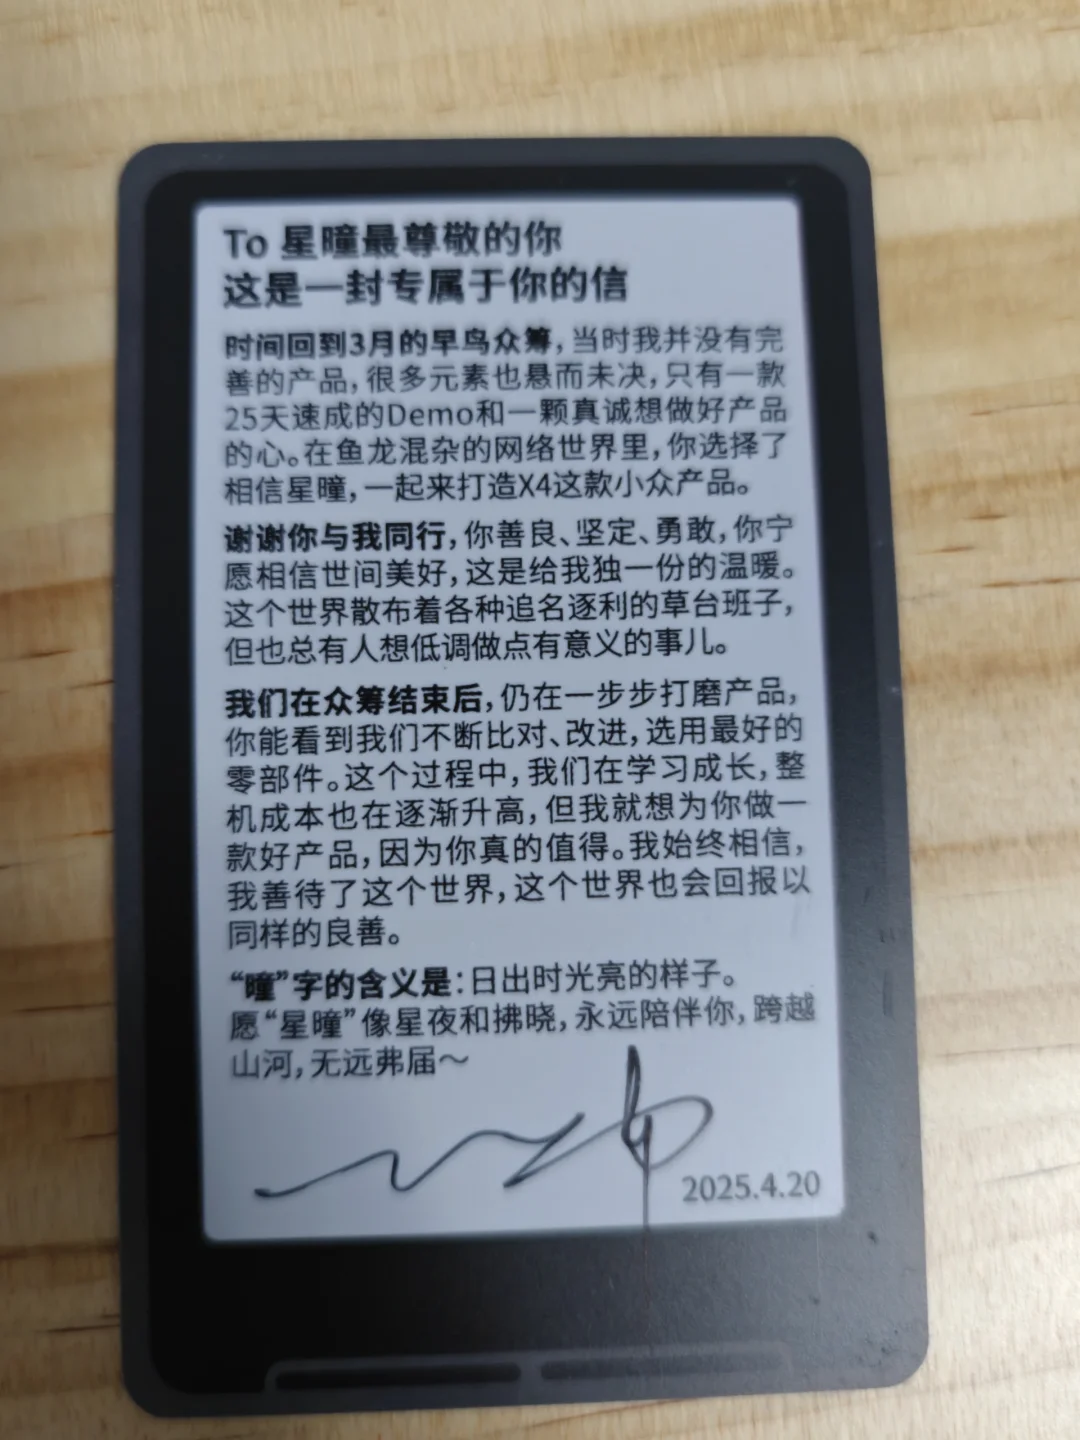 To 星曈最尊敬的你
这是一封专属于你的信
时间回到3月的早鸟众筹，当时我并没有完
善的产品，很多元素也悬而未决，只有一款
25天速成的Demo和一颗真诚想做好产品
的心。在鱼龙混杂的网络世界里，你选择了
相信星曈，一起来打造X4这款小众产品。
谢谢你与我同行，你善良、坚定、勇敢，你宁
愿相信世间美好，这是给我独一份的温暖。
这个世界散布着各种追名逐利的草台班子，
但也总有人想低调做点有意义的事儿。
我们在众筹结束后，仍在一步步打磨产品，
你能看到我们不断比对、改进，选用最好的
零部件。这个过程中，我们在学习成长，整
机成本也在逐渐升高，但我就想为你做一
款好产品，因为你真的值得。我始终相信，
我善待了这个世界，这个世界也会回报以
同样的良善。
“曈”字的含义是：日出时光亮的样子。
愿“星曈”像星夜和拂晓，永远陪伴你，跨越
山河，无远弗届～
2025.4.20